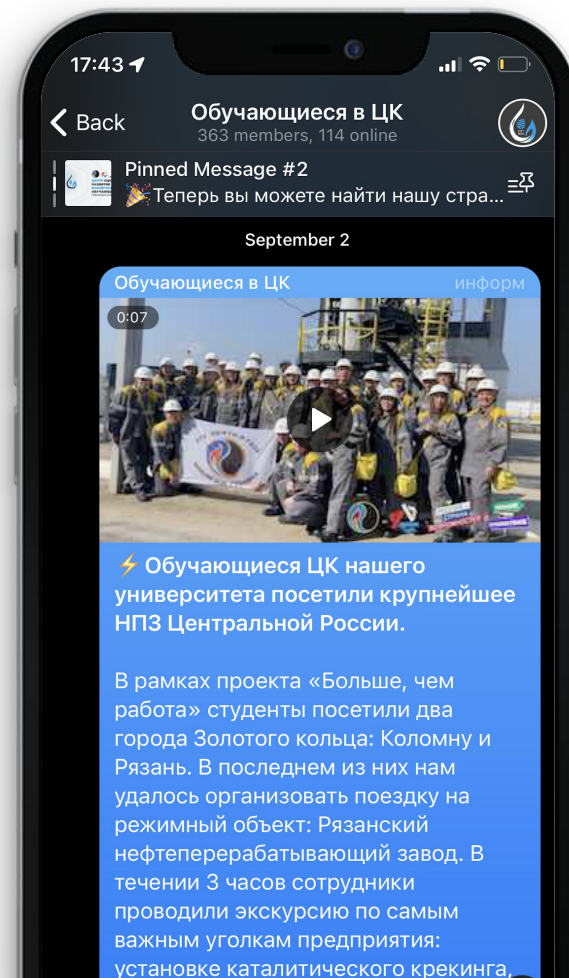 17:43
Back
Обучающиеся в ЦК
363 members, 114 online
Pinned Message #2
🎉Теперь вы можете найти нашу стра...
September 2
Обучающиеся в ЦК
информ
0:07
⚡ Обучающиеся ЦК нашего
университета посетили крупнейшее
НПЗ Центральной России.
В рамках проекта «Больше, чем
работа» студенты посетили два
города Золотого кольца: Коломну и
Рязань. В последнем из них нам
удалось организовать поездку на
режимный объект: Рязанский
нефтеперерабатывающий завод. В
течении 3 часов сотрудники
проводили экскурсию по самым
важным уголкам предприятия:
установке каталитического крекинга,